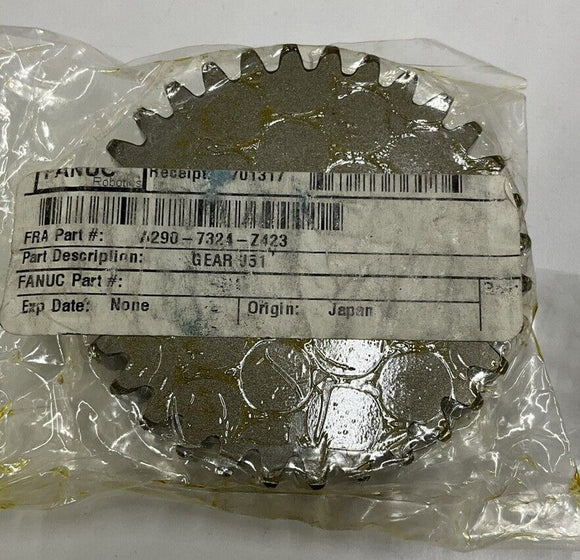 FANUC
Robotics
Receipt: 701317
FRA Part #: A290-7324-Z423
Part Description: GEAR J51
FANUC Part #:
Exp Date: None Origin: Japan